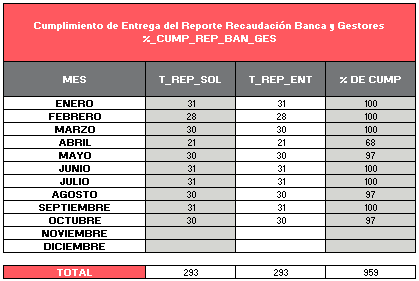 Cumplimiento de Entrega del Reporte Recaudación Banca y Gestores
%_CUMP_REP_BAN_GES
MES T_REP_SOL T_REP_ENT % DE CUMP
ENERO 31 31 100
FEBRERO 28 28 100
MARZO 30 30 100
ABRIL 21 21 68
MAYO 30 30 97
JUNIO 31 31 100
JULIO 31 31 100
AGOSTO 30 30 97
SEPTIEMBRE 31 31 100
OCTUBRE 30 30 97
NOVIEMBRE
DICIEMBRE
TOTAL 293 293 959